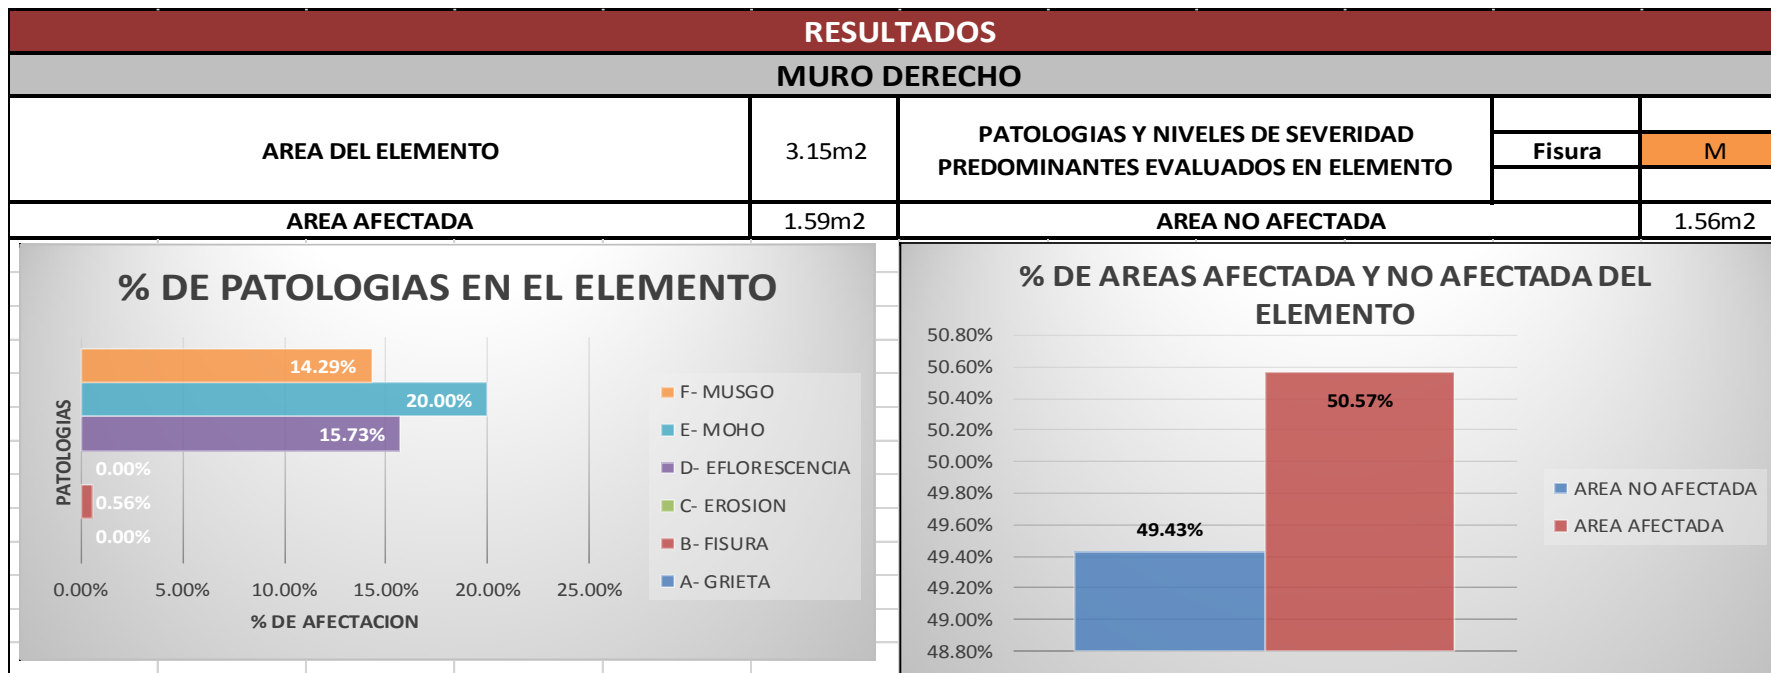 RESULTADOS
MURO DERECHO
AREA DEL ELEMENTO
3.15m2
PATOLOGIAS Y NIVELES DE SEVERIDAD
PREDOMINANTES EVALUADOS EN ELEMENTO
Fisura
M
AREA AFECTADA
1.59m2
AREA NO AFECTADA
1.56m2
% DE PATOLOGIAS EN EL ELEMENTO
PATOLOGIAS
14.29%
20.00%
15.73%
0.00%
0.56%
0.00%
0.00% 5.00% 10.00% 15.00% 20.00% 25.00%
% DE AFECTACION
F- MUSGO
E- MOHO
D- EFLORESCENCIA
C- EROSION
B- FISURA
A- GRIETA
% DE AREAS AFECTADA Y NO AFECTADA DEL
ELEMENTO
50.80%
50.60%
50.40%
50.20%
50.00%
49.80%
49.60%
49.40%
49.20%
49.00%
48.80%
49.43%
50.57%
AREA NO AFECTADA
AREA AFECTADA